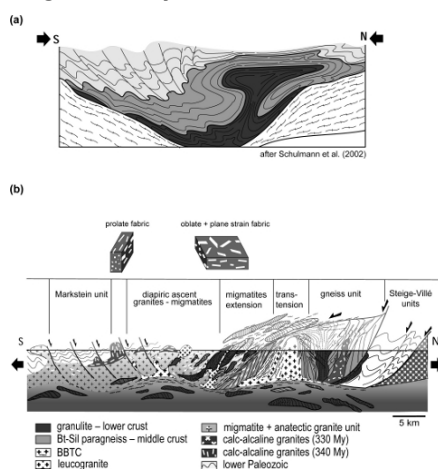 (a)
S N
after Schulmann et al. (2002)
(b)
prolate fabric oblate + plane strain fabric
Markstein unit diapiric ascent granites - migmatites migmatites extension trans-tension gneiss unit Steige-Villé units
S N
5 km
granulite – lower crust migmatite + anatectic granite unit
Bt-Sil paragneiss – middle crust calc-alcaline granites (330 My)
BBTC calc-alcaline granites (340 My)
leucogranite lower Paleozoic